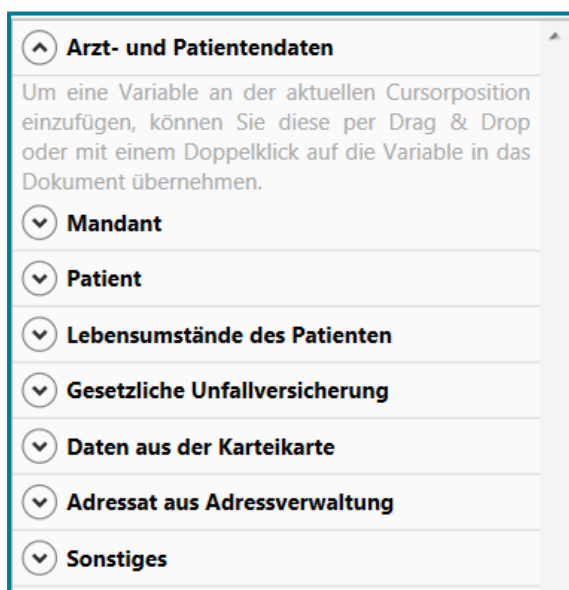 Arzt- und Patientendaten
Um eine Variable an der aktuellen Cursorposition
einzufügen, können Sie diese per Drag & Drop
oder mit einem Doppelklick auf die Variable in das
Dokument übernehmen.
Mandant
Patient
Lebensumstände des Patienten
Gesetzliche Unfallversicherung
Daten aus der Karteikarte
Adressat aus Adressverwaltung
Sonstiges